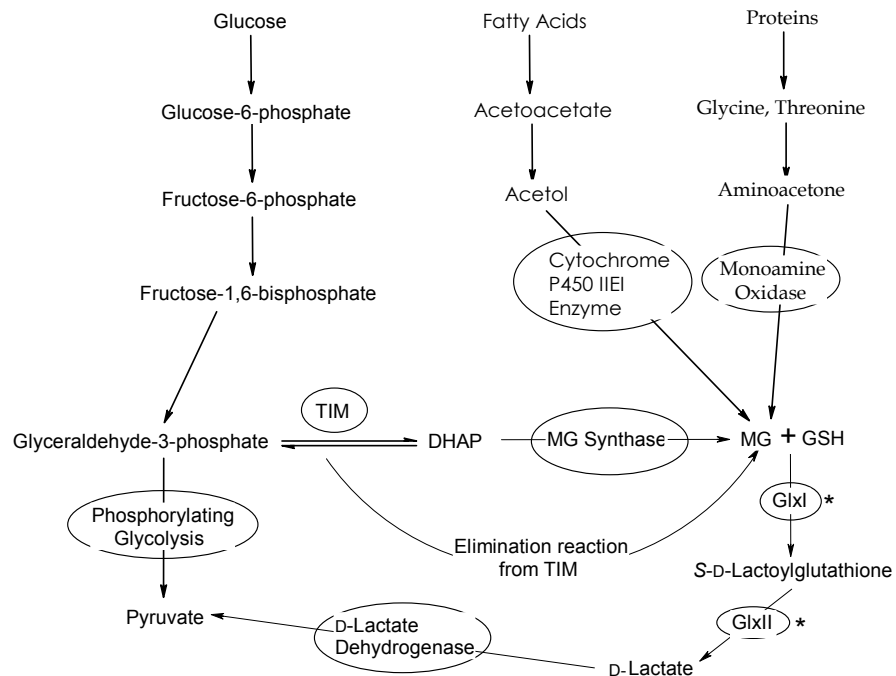 Glucose
Fatty Acids
Proteins
Glucose-6-phosphate
Acetoacetate
Glycine, Threonine
Fructose-6-phosphate
Acetol
Aminoacetone
Cytochrome
P450 IIEI
Enzyme
Monoamine
Oxidase
Fructose-1,6-bisphosphate
TIM
Glyceraldehyde-3-phosphate
DHAP
MG Synthase
MG + GSH
GlxI *
Phosphorylating
Glycolysis
Elimination reaction
from TIM
S-D-Lactoylglutathione
Pyruvate
D-Lactate
Dehydrogenase
GlxII *
D-Lactate